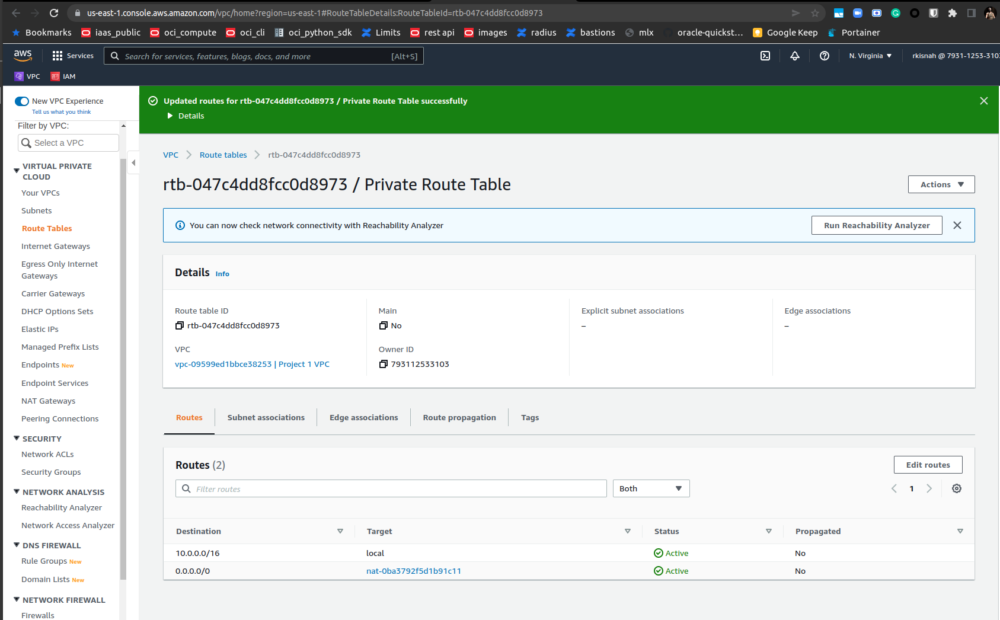 us-east-1.console.aws.amazon.com/vpc/home?region=us-east-1#RouteTableDetails:RouteTableId=rtb-047c4dd8fcc0d8973
Bookmarks iaas_public oci_compute oci_cli oci_python_sdk Limits rest api images radius bastions mlx oracle-quickst... Google Keep Portainer
aws Services Search for services, features, blogs, docs, and more [Alt+S] N. Virginia ▼ rkisnah @ 7931-1253-3103
VPC IAM
New VPC Experience
Tell us what you think
Filter by VPC:
Select a VPC
VIRTUAL PRIVATE
CLOUD
Your VPCs
Subnets
Route Tables
Internet Gateways
Egress Only Internet
Gateways
Carrier Gateways
DHCP Options Sets
Elastic IPs
Managed Prefix Lists
Endpoints New
Endpoint Services
NAT Gateways
Peering Connections
SECURITY
Network ACLs
Security Groups
NETWORK ANALYSIS
Reachability Analyzer
Network Access Analyzer
DNS FIREWALL
Rule Groups New
Domain Lists New
NETWORK FIREWALL
Firewalls
Updated routes for rtb-047c4dd8fcc0d8973 / Private Route Table successfully
Details
VPC > Route tables > rtb-047c4dd8fcc0d8973
rtb-047c4dd8fcc0d8973 / Private Route Table
Actions ▼
You can now check network connectivity with Reachability Analyzer
Run Reachability Analyzer
Details Info
Route table ID
rtb-047c4dd8fcc0d8973
VPC
vpc-09599ed1bbce38253 | Project 1 VPC
Main
No
Owner ID
793112533103
Explicit subnet associations
–
Edge associations
–
Routes Subnet associations Edge associations Route propagation Tags
Routes (2)
Edit routes
Filter routes Both 1
Destination Target Status Propagated
10.0.0.0/16 local Active No
0.0.0.0/0 nat-0ba3792f5d1b91c11 Active No